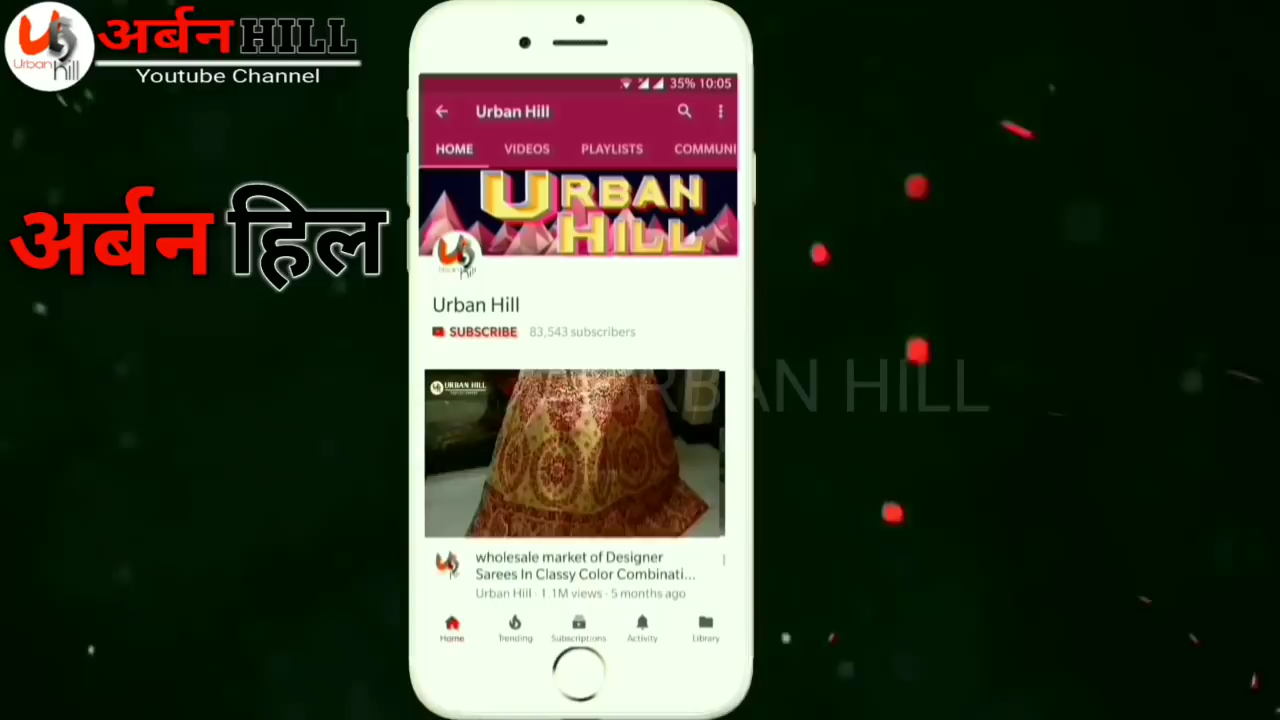 Urban
hill
अर्बन HILL
Youtube Channel
अर्बन हिल
35% 10:05
Urban Hill
HOME VIDEOS PLAYLISTS COMMUNI
URBAN
HILL
Urban Hill
SUBSCRIBE 83,543 subscribers
URBAN HILL
URBAN HILL
wholesale market of Designer
Sarees In Classy Color Combinati...
Urban Hill · 1.1M views · 5 months ago
Home Trending Subscriptions Activity Library